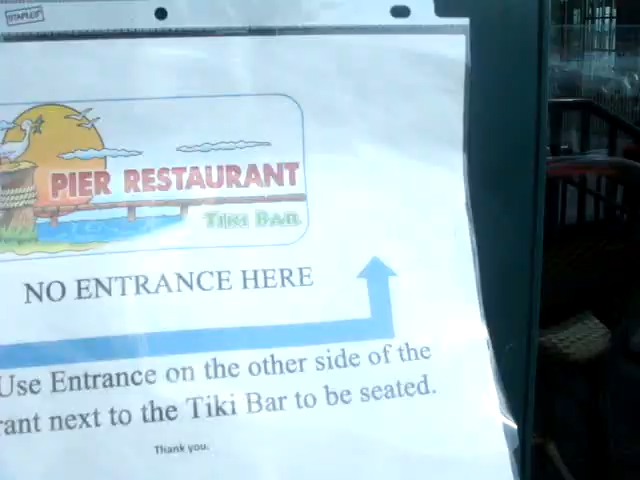 STAPLES
PIER RESTAURANT
TIKI BAR
NO ENTRANCE HERE
Use Entrance on the other side of the
rant next to the Tiki Bar to be seated.
Thank you.